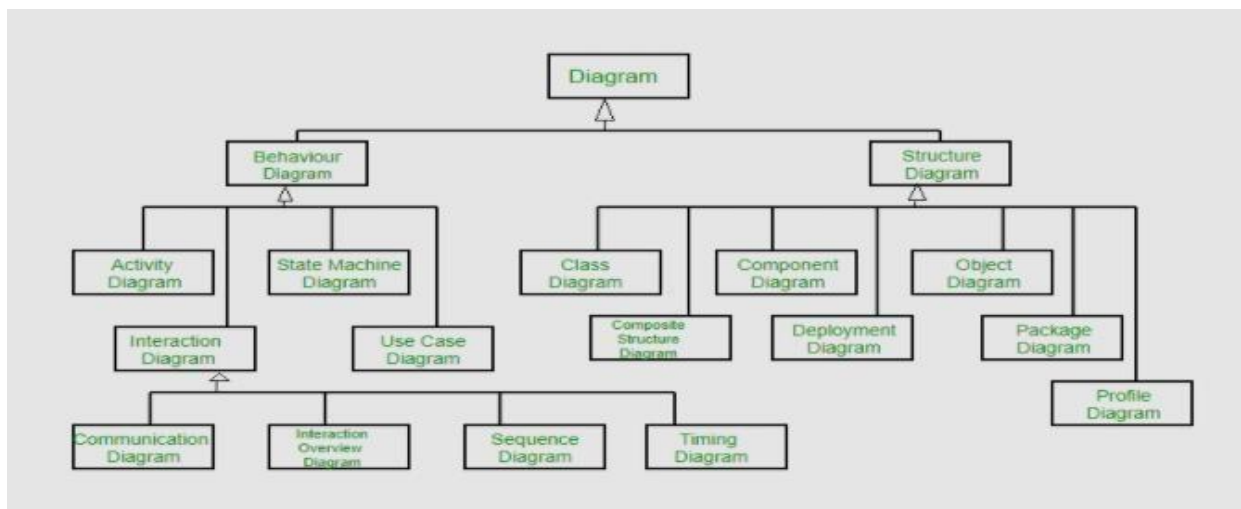 Diagram
Behaviour
Diagram
Structure
Diagram
Activity
Diagram
State Machine
Diagram
Class
Diagram
Component
Diagram
Object
Diagram
Interaction
Diagram
Use Case
Diagram
Composite
Structure
Diagram
Deployment
Diagram
Package
Diagram
Profile
Diagram
Communication
Diagram
Interaction
Overview
Diagram
Sequence
Diagram
Timing
Diagram